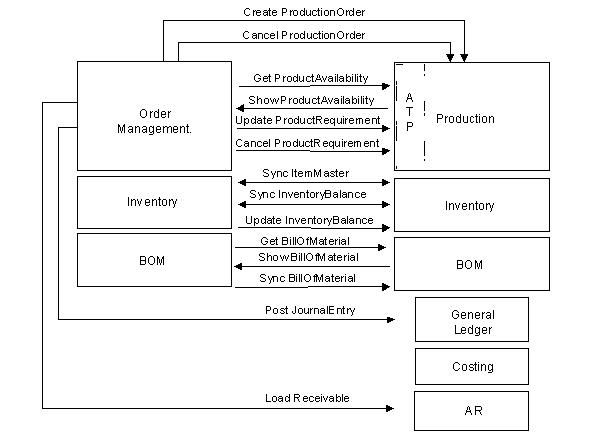 Create ProductionOrder
Cancel ProductionOrder
Get ProductAvailability
ShowProductAvailability
Update ProductRequirement
Cancel ProductRequirement
Order
Management.
A
T
P
Production
Sync ItemMaster
Sync InventoryBalance
Update InventoryBalance
Inventory
Inventory
Get BillOfMaterial
ShowBillOfMaterial
Sync BillOfMaterial
BOM
BOM
Post JournalEntry
General
Ledger
Costing
Load Receivable
AR